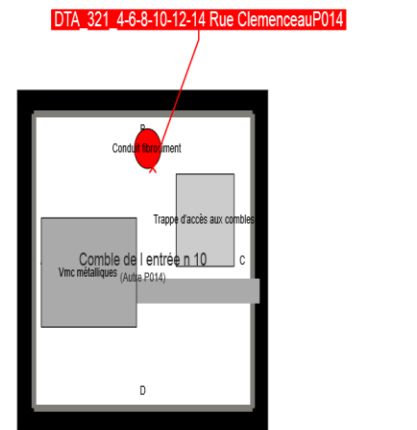 DTA_321_4-6-8-10-12-14 Rue ClemenceauP014
B
Conduit fibrociment
Trappe d'accès aux combles
Comble de l entrée n 10
C
Vmc métalliques
(Autre P014)
D